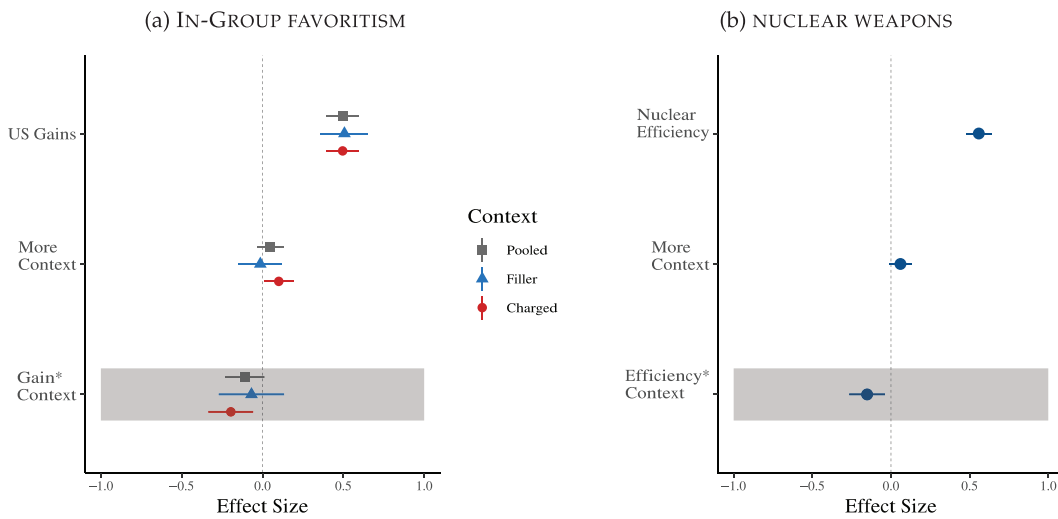 (a) IN-GROUP FAVORITISM
US Gains
More
Context
Gain*
Context
−1.0 −0.5 0.0 0.5 1.0
Effect Size
Context
Pooled
Filler
Charged
(b) NUCLEAR WEAPONS
Nuclear
Efficiency
More
Context
Efficiency*
Context
−1.0 −0.5 0.0 0.5 1.0
Effect Size